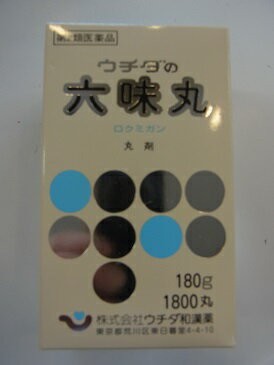 第2類医薬品
ウチダの
六味丸
ロクミガン
丸剤
180g
1800丸
株式会社ウチダ和漢薬
東京都荒川区東日暮里4-4-10